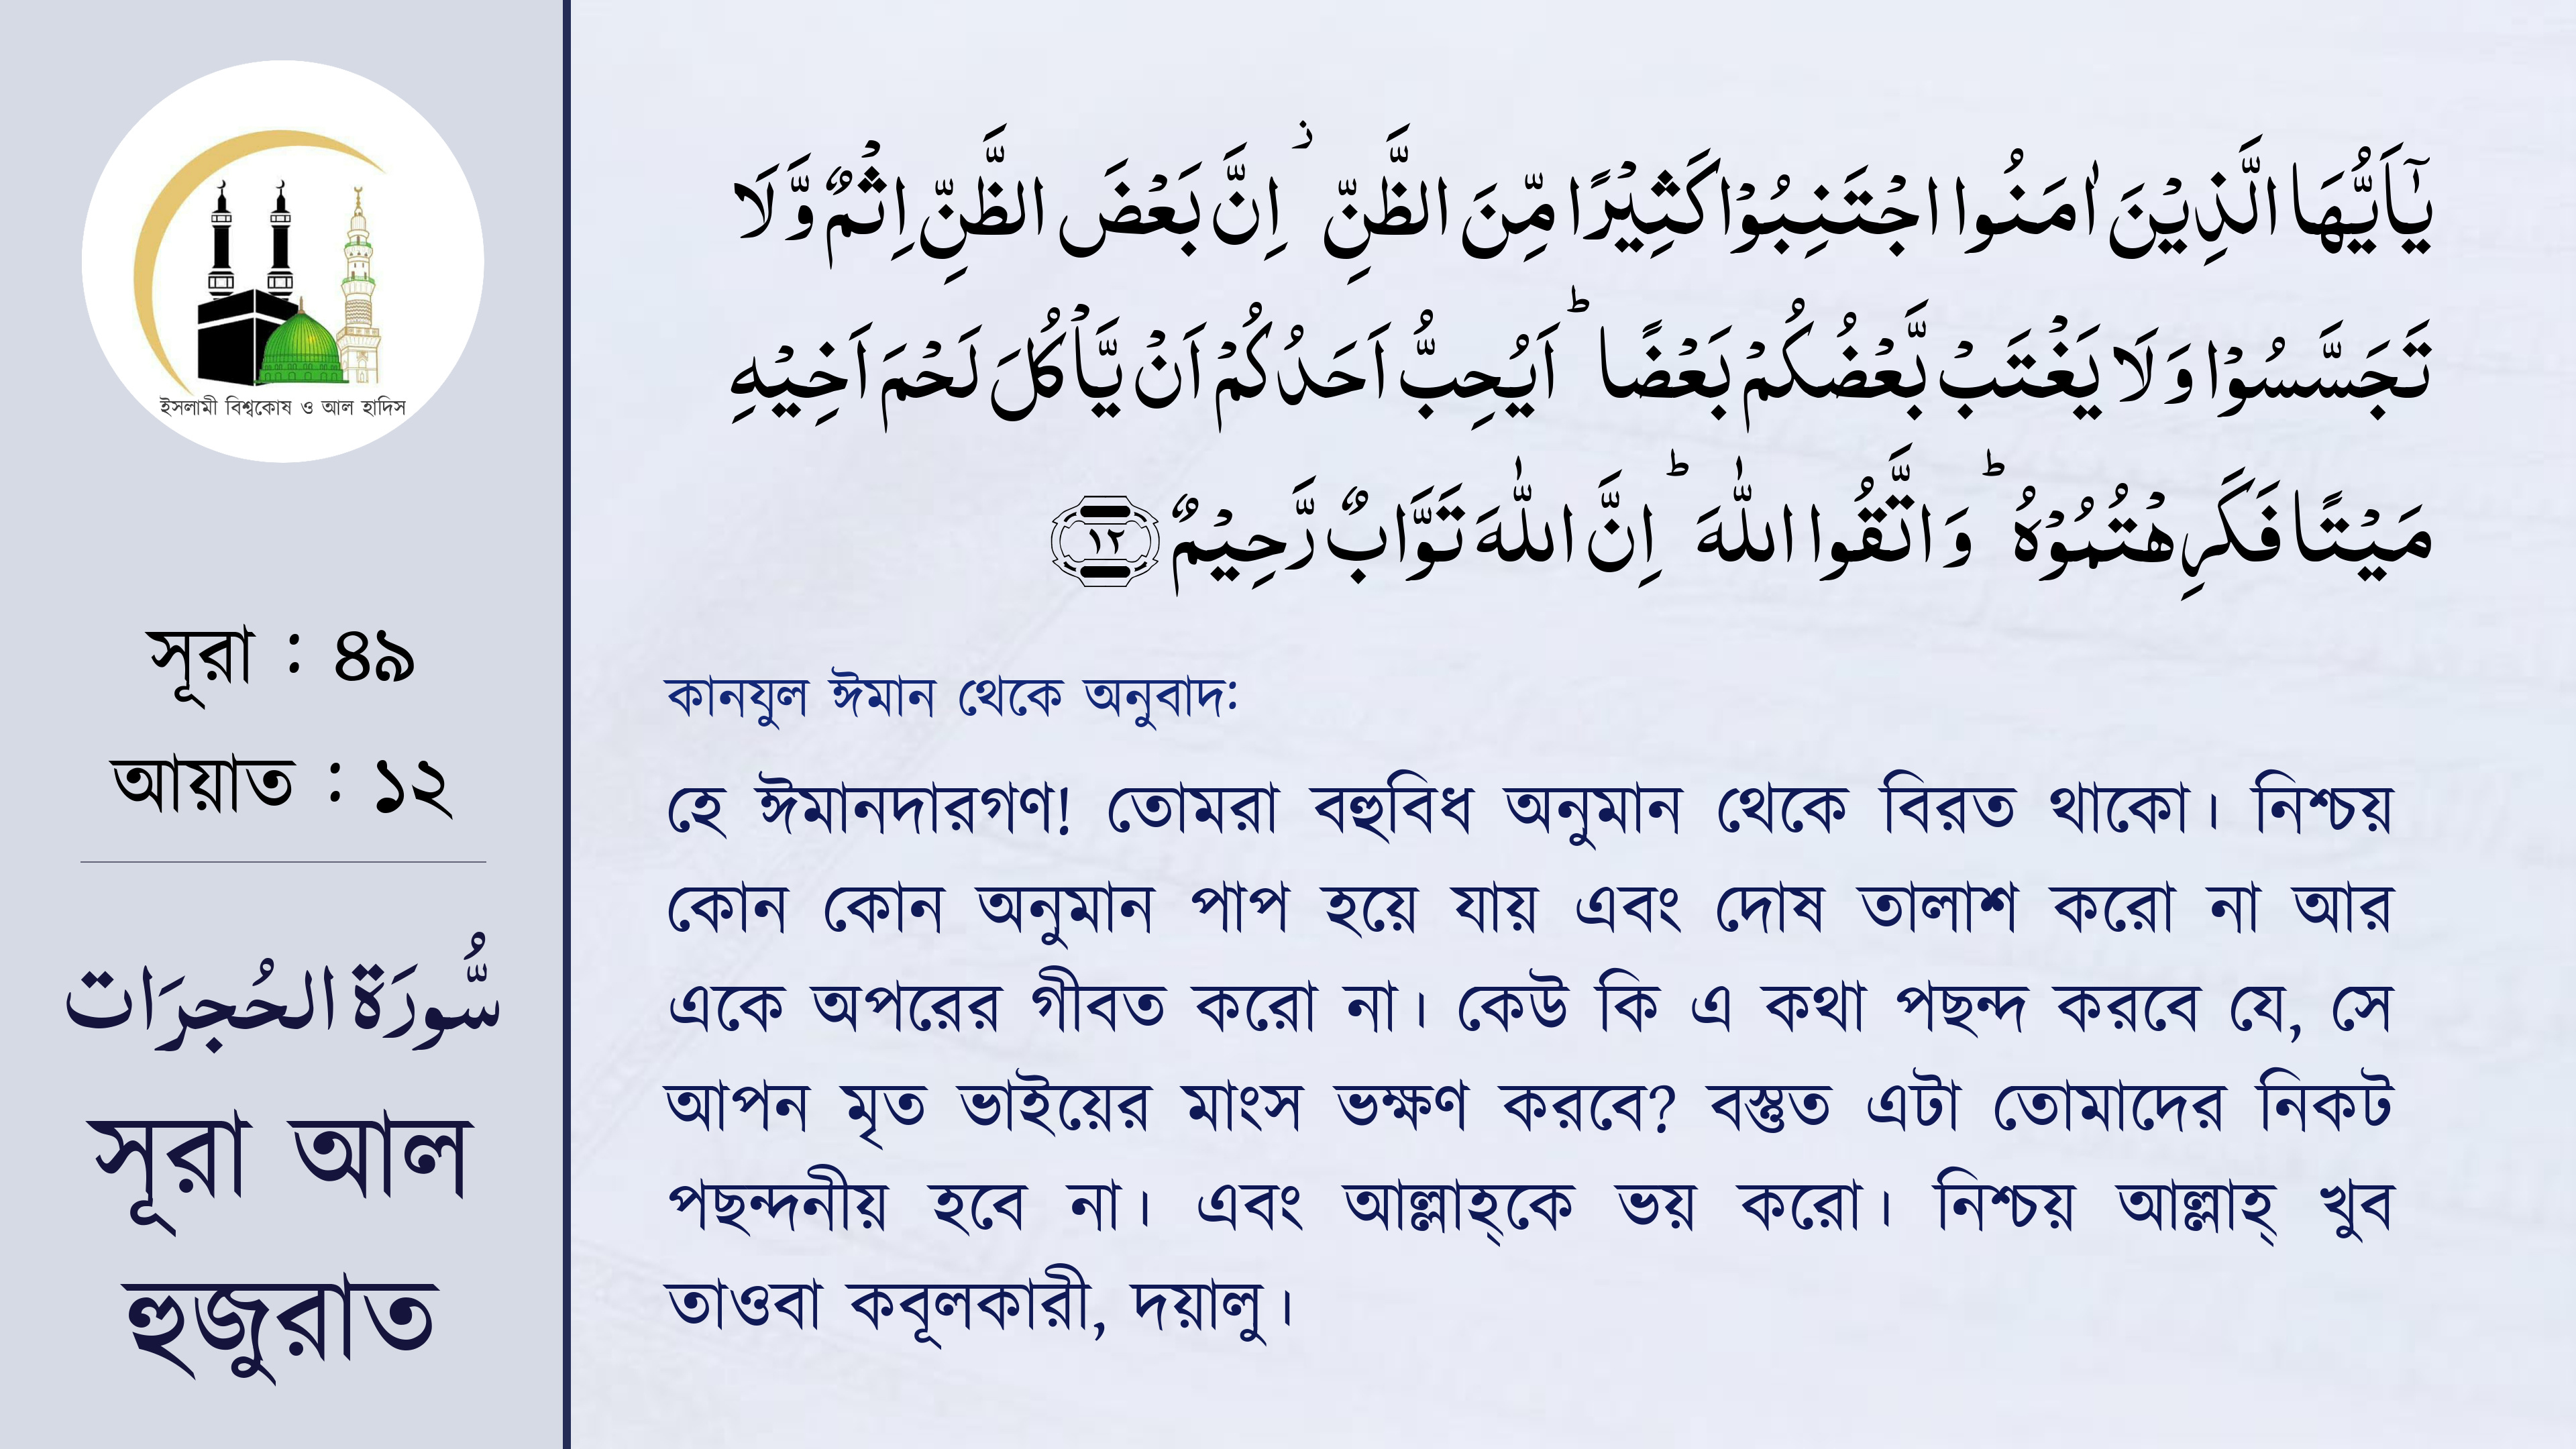 ইসলামী বিশ্বকোষ ও আল হাদিস
সূরা : ৪৯
আয়াত : ১২
سُّورَة الحُجرَات
সূরা আল
হুজুরাত
يٰۤاَيُّهَا الَّذِيْنَ اٰمَنُوا اجْتَنِبُوْا كَثِيْرًا مِّنَ الظَّنِّ ۫ اِنَّ بَعْضَ الظَّنِّ اِثْمٌ وَّلَا
تَجَسَّسُوْا وَلَا يَغْتَبْ بَّعْضُكُمْ بَعْضًا ؕ اَيُحِبُّ اَحَدُكُمْ اَنْ يَّاْكُلَ لَحْمَ اَخِيْهِ
مَيْتًا فَكَرِهْتُمُوْهُ ؕ وَاتَّقُوا اللّٰهَ ؕ اِنَّ اللّٰهَ تَوَّابٌ رَّحِيْمٌ ۝۱۲
কানযুল ঈমান থেকে অনুবাদ:
হে ঈমানদারগণ! তোমরা বহুবিধ অনুমান থেকে বিরত থাকো। নিশ্চয়
কোন কোন অনুমান পাপ হয়ে যায় এবং দোষ তালাশ করো না আর
একে অপরের গীবত করো না। কেউ কি এ কথা পছন্দ করবে যে, সে
আপন মৃত ভাইয়ের মাংস ভক্ষণ করবে? বস্তুত এটা তোমাদের নিকট
পছন্দনীয় হবে না। এবং আল্লাহ্‌কে ভয় করো। নিশ্চয় আল্লাহ্ খুব
তাওবা কবূলকারী, দয়ালু।